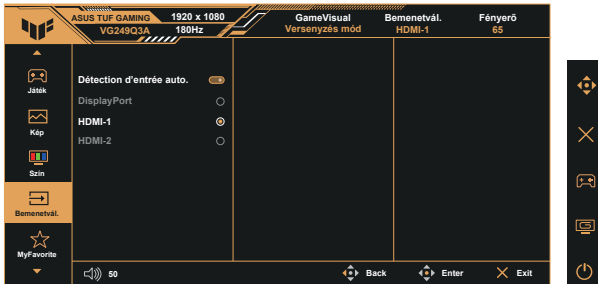 ASUS TUF GAMING 1920 x 1080
VG249Q3A 180Hz
GameVisual
Versenyzés mód
Bemenetvál.
HDMI-1
Fényerő
65
Játék
Kép
Szín
Bemenetvál.
MyFavorite
Détection d'entrée auto.
DisplayPort
HDMI-1
HDMI-2
50
Back
Enter
Exit